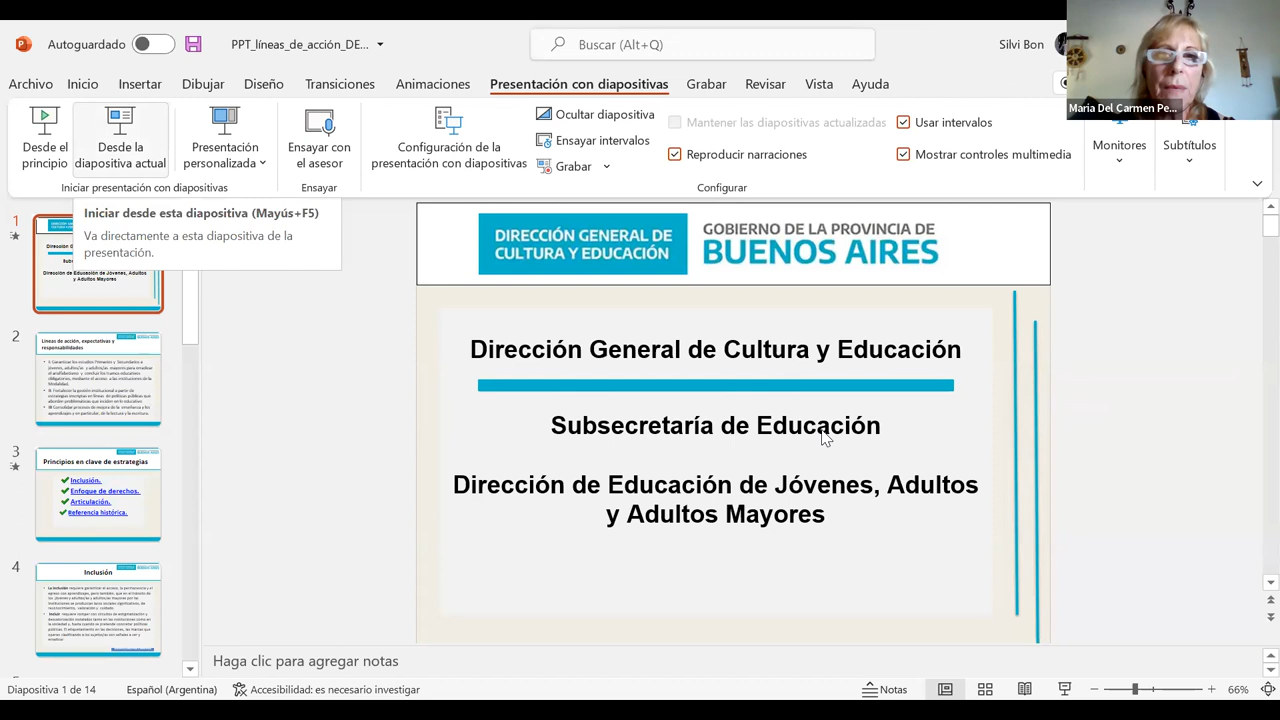 Autoguardado
PPT_líneas_de_acción_DE...
Buscar (Alt+Q)
Silvi Bon
Archivo Inicio Insertar Dibujar Diseño Transiciones Animaciones Presentación con diapositivas Grabar Revisar Vista Ayuda
Maria Del Carmen Pe...
Desde el
principio
Desde la
diapositiva actual
Presentación
personalizada
Iniciar presentación con diapositivas
Ensayar con
el asesor
Ensayar
Configuración de la
presentación con diapositivas
Ocultar diapositiva
Ensayar intervalos
Grabar
Mantener las diapositivas actualizadas
Reproducir narraciones
Usar intervalos
Mostrar controles multimedia
Configurar
Monitores
Subtítulos
Iniciar desde esta diapositiva (Mayús+F5)
Va directamente a esta diapositiva de la
presentación.
1
Dirección de Educación de Jóvenes, Adultos
y Adultos Mayores
2
Líneas de acción, expectativas y
responsabilidades
3
Principios en clave de estrategias
Inclusión.
Enfoque de derechos.
Articulación.
Referencia histórica.
4
Inclusión
DIRECCIÓN GENERAL DE
CULTURA Y EDUCACIÓN
GOBIERNO DE LA PROVINCIA DE
BUENOS AIRES
Dirección General de Cultura y Educación
Subsecretaría de Educación
Dirección de Educación de Jóvenes, Adultos
y Adultos Mayores
Haga clic para agregar notas
Diapositiva 1 de 14
Español (Argentina)
Accesibilidad: es necesario investigar
Notas
66%